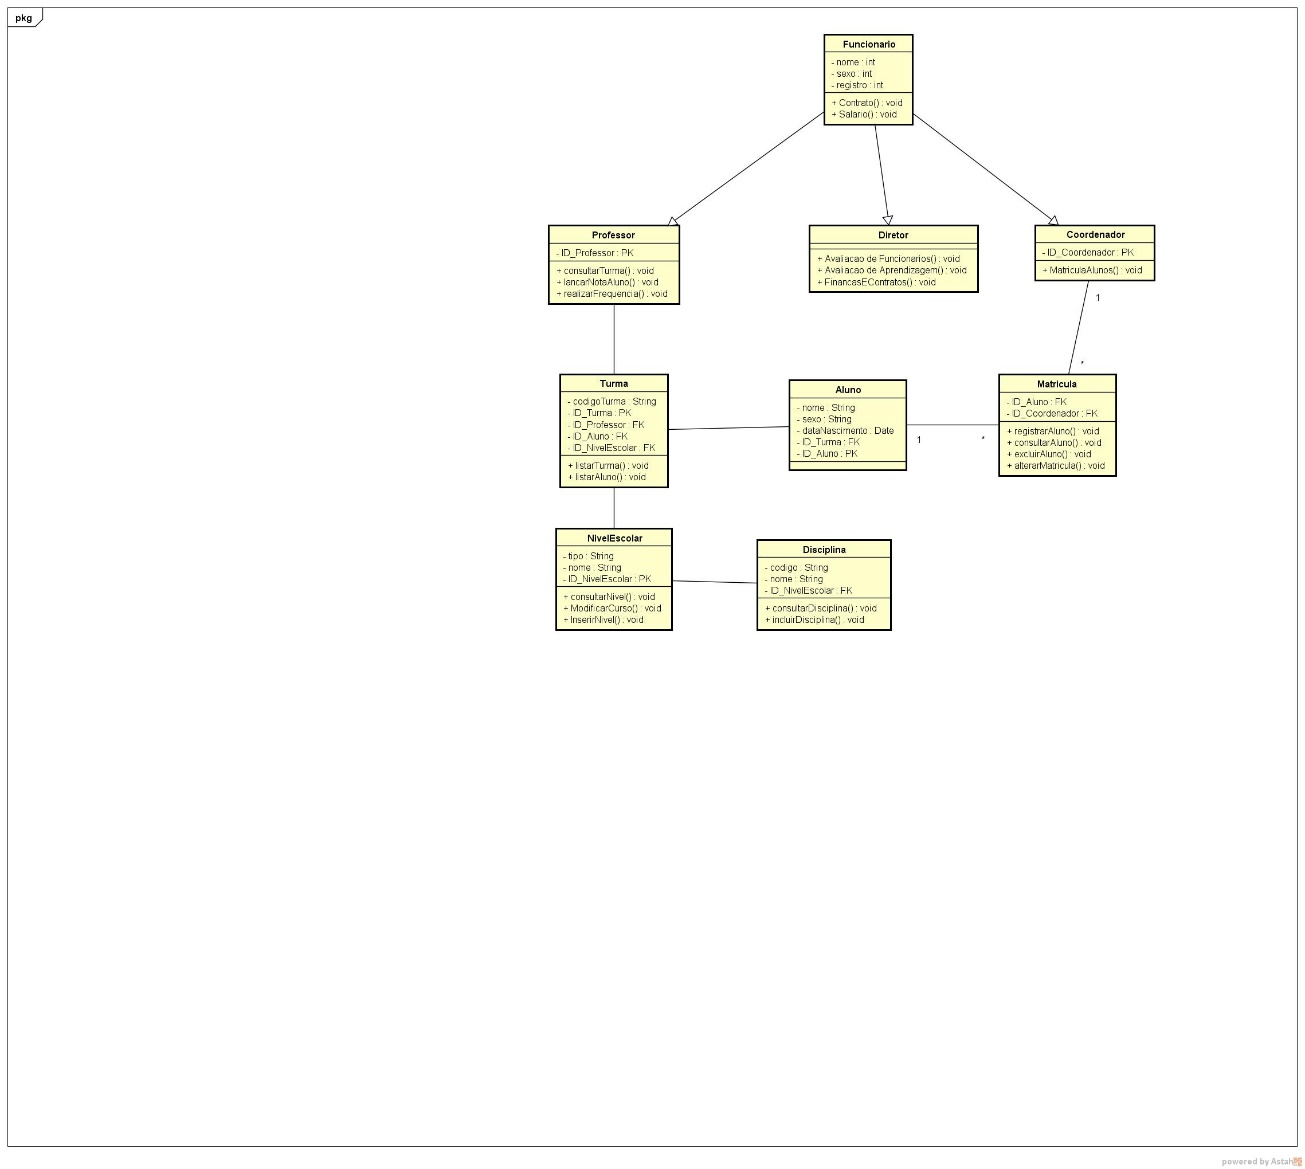 pkg
Funcionario
- nome : int
- sexo : int
- registro : int
+ Contrato() : void
+ Salario() : void
Professor
- ID_Professor : PK
+ consultarTurma() : void
+ lancarNotaAluno() : void
+ realizarFrequencia() : void
Diretor
+ Avaliacao de Funcionarios() : void
+ Avaliacao de Aprendizagem() : void
+ FinancasEContratos() : void
Coordenador
- ID_Coordenador : PK
+ MatriculaAlunos() : void
1
*
Turma
- codigoTurma : String
- ID_Turma : PK
- ID_Professor : FK
- ID_Aluno : FK
- ID_NivelEscolar : FK
+ listarTurma() : void
+ listarAluno() : void
Aluno
- nome : String
- sexo : String
- dataNascimento : Date
- ID_Turma : FK
- ID_Aluno : PK
1
*
Matricula
- ID_Aluno : FK
- ID_Coordenador : FK
+ registrarAluno() : void
+ consultarAluno() : void
+ excluirAluno() : void
+ alterarMatricula() : void
NivelEscolar
- tipo : String
- nome : String
- ID_NivelEscolar : PK
+ consultarNivel() : void
+ ModificarCurso() : void
+ InserirNivel() : void
Disciplina
- codigo : String
- nome : String
- ID_NivelEscolar : FK
+ consultarDisciplina() : void
+ incluirDisciplina() : void
powered by Astah